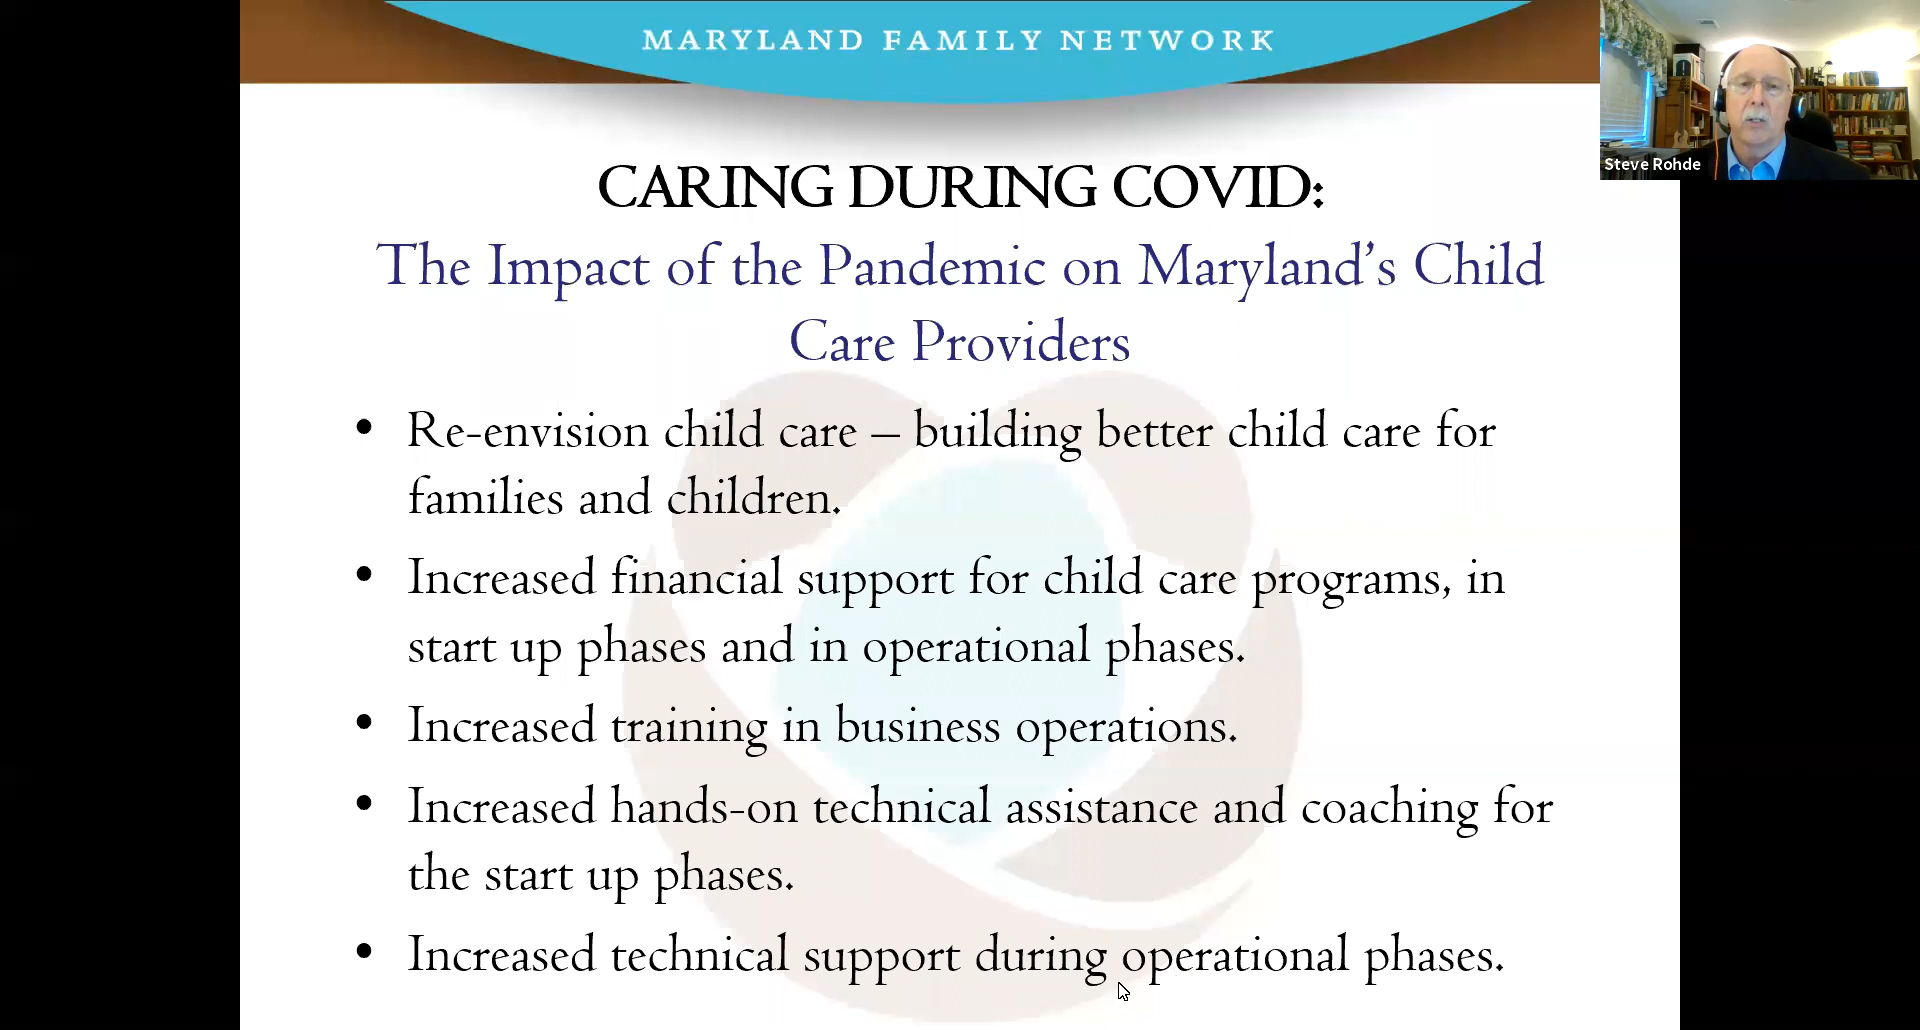 MARYLAND FAMILY NETWORK
Steve Rohde
CARING DURING COVID:
The Impact of the Pandemic on Maryland’s Child
Care Providers
• Re-envision child care – building better child care for
families and children.
• Increased financial support for child care programs, in
start up phases and in operational phases.
• Increased training in business operations.
• Increased hands-on technical assistance and coaching for
the start up phases.
• Increased technical support during operational phases.